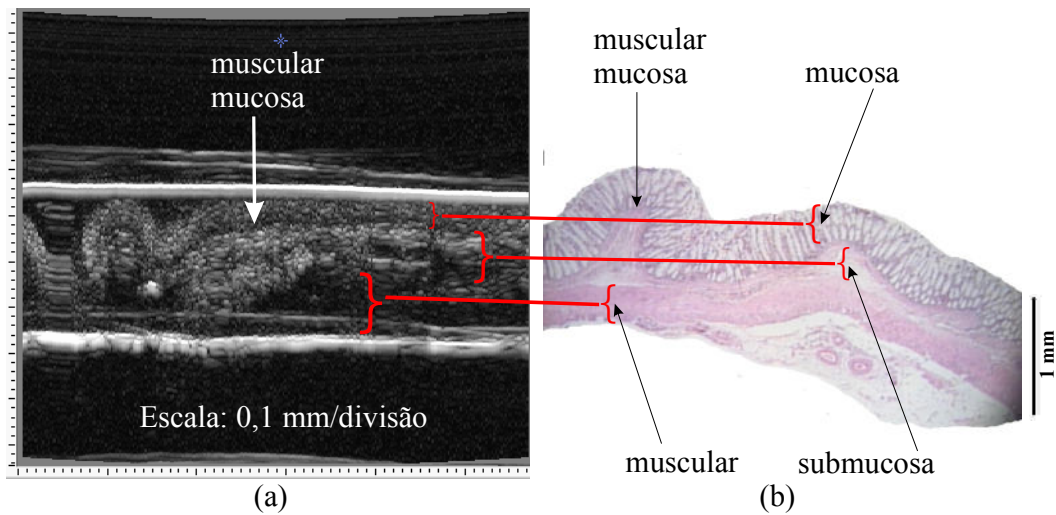 muscular
mucosa
Escala: 0,1 mm/divisão
(a)
muscular
mucosa
mucosa
1 mm
muscular
submucosa
(b)